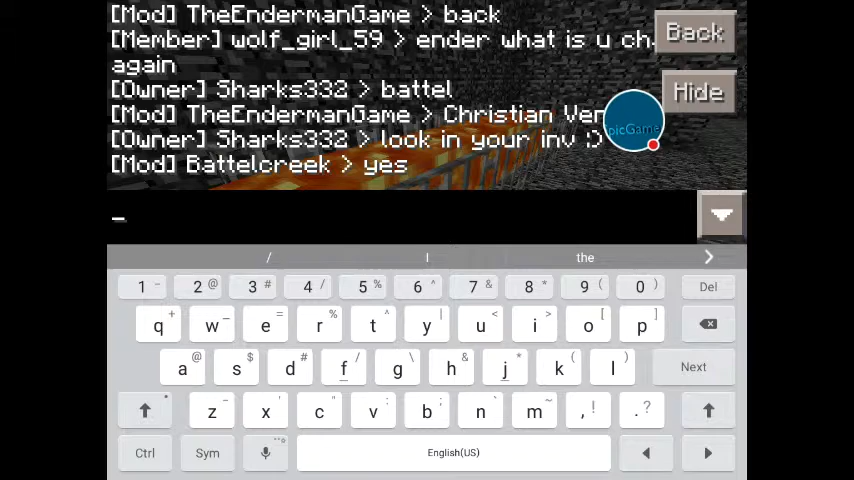 [Mod] TheEndermanGame > back
[Member] wolf_girl_59 > ender what is u ch
again
[Owner] Sharks332 > battel
[Mod] TheEndermanGame > Christian Ven
[Owner] Sharks332 > look in your inv :)
[Mod] Battelcreek > yes
Back
Hide
picGame
_
/ I the >
1 - 2 @ 3 # 4 / 5 % 6 ^ 7 & 8 * 9 ( 0 ) Del
q + w _ e = r % t ^ y | u < i > o [ p ]
a @ s $ d # f / g \ h & j * k ( l ) Next
z - x ' c " v : b ; n ~ m ~ , ! . ?
Ctrl Sym English(US)